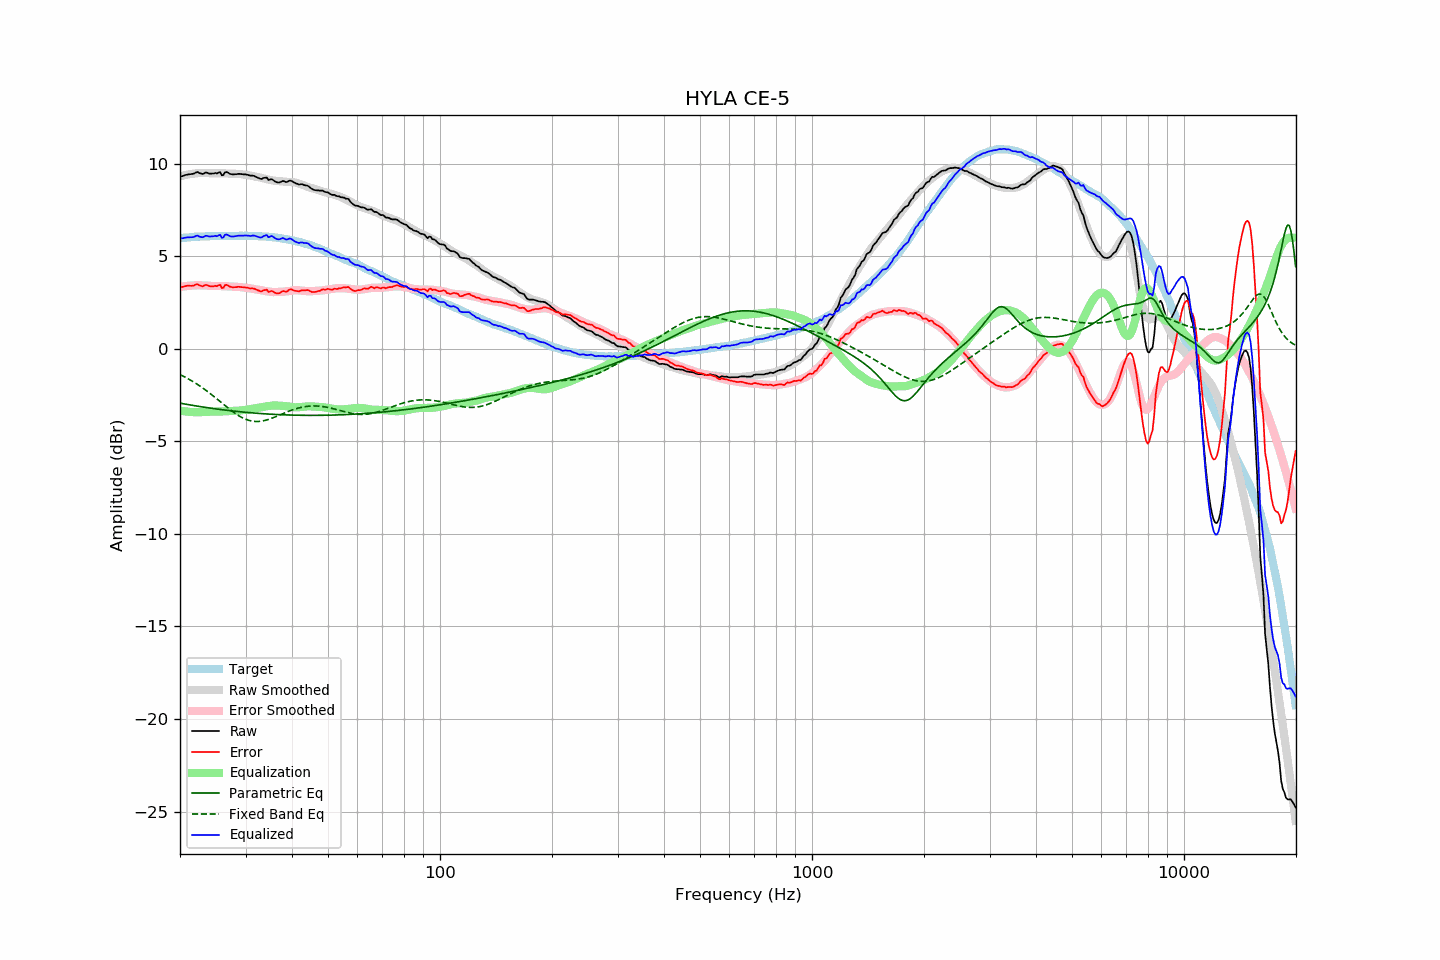 HYLA CE-5
10
5
0
−5
−10
−15
−20
−25
Amplitude (dBr)
Target
Raw Smoothed
Error Smoothed
Raw
Error
Equalization
Parametric Eq
Fixed Band Eq
Equalized
100
1000
10000
Frequency (Hz)